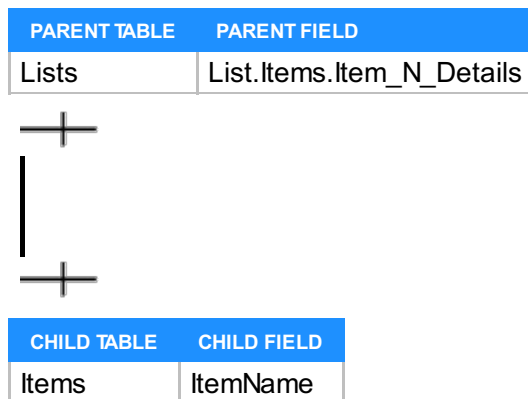 PARENT TABLE PARENT FIELD
Lists List.Items.Item_N_Details
CHILD TABLE CHILD FIELD
Items ItemName